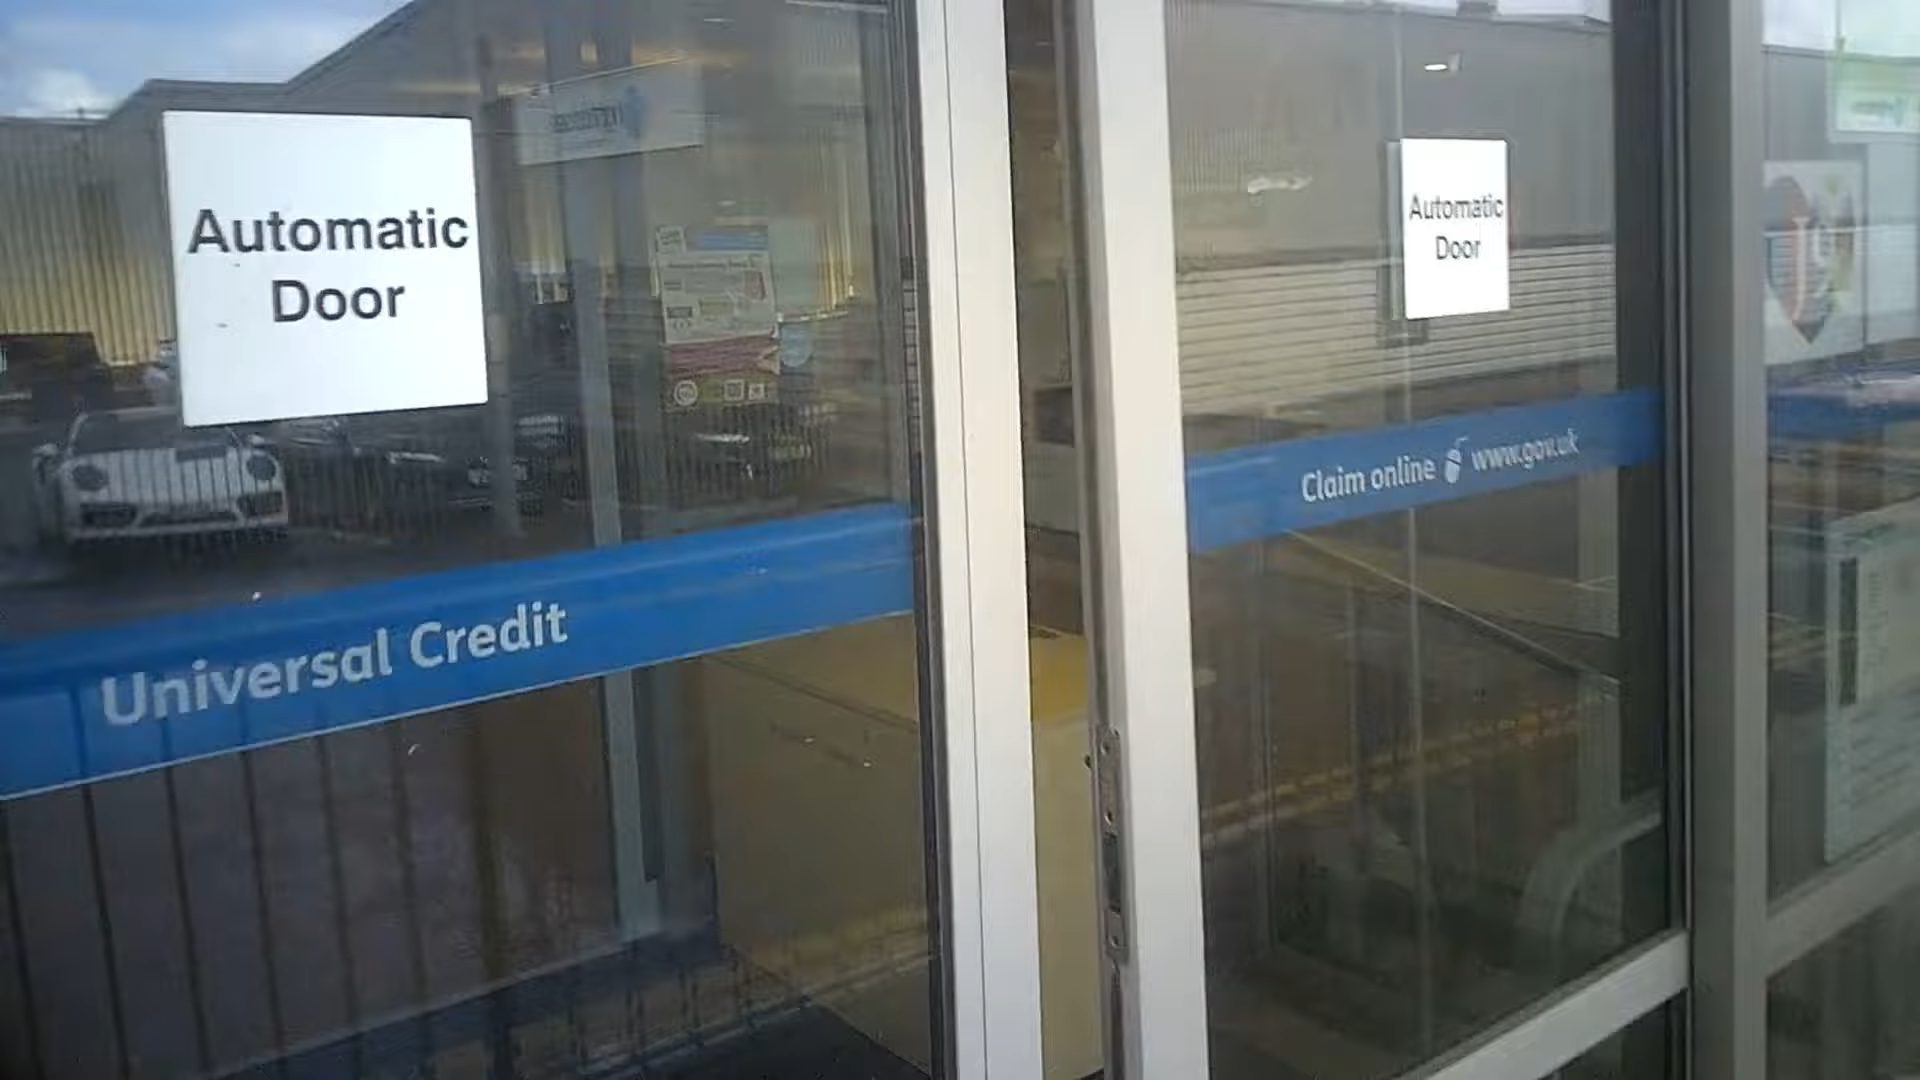 Automatic
Door
Automatic
Door
Claim online www.gov.uk
Universal Credit